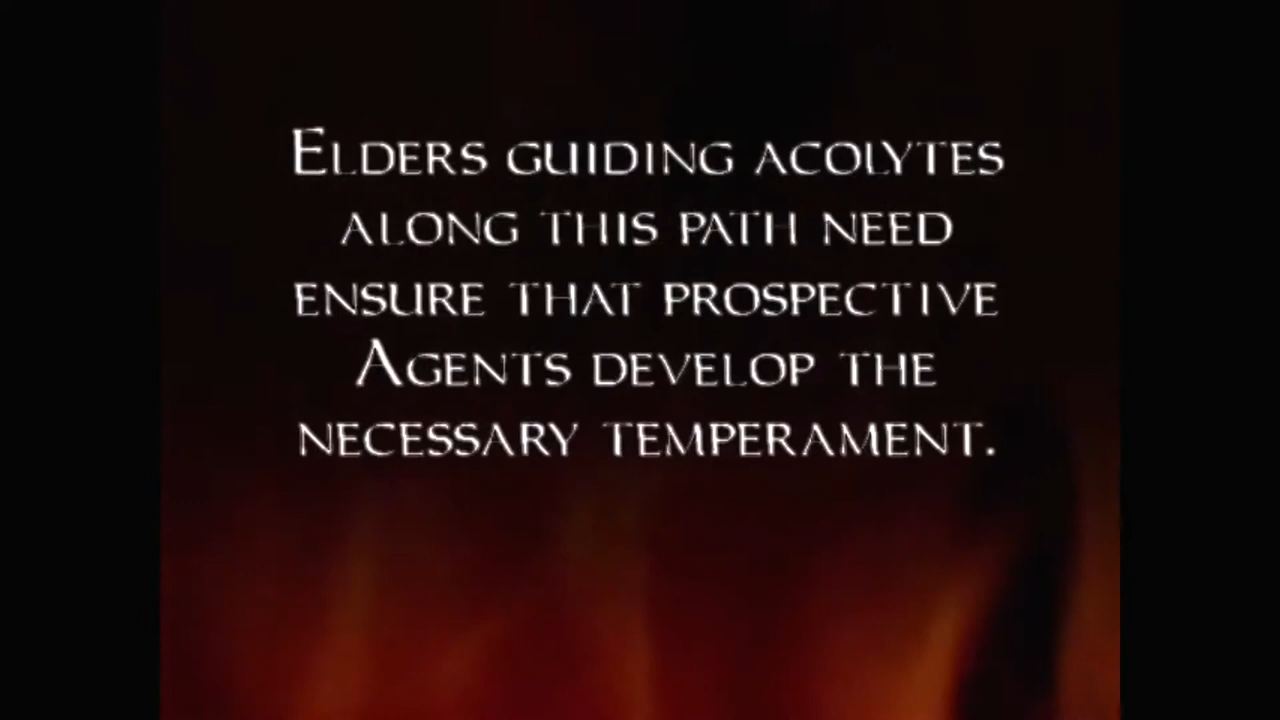 Elders guiding acolytes
along this path need
ensure that prospective
Agents develop the
necessary temperament.